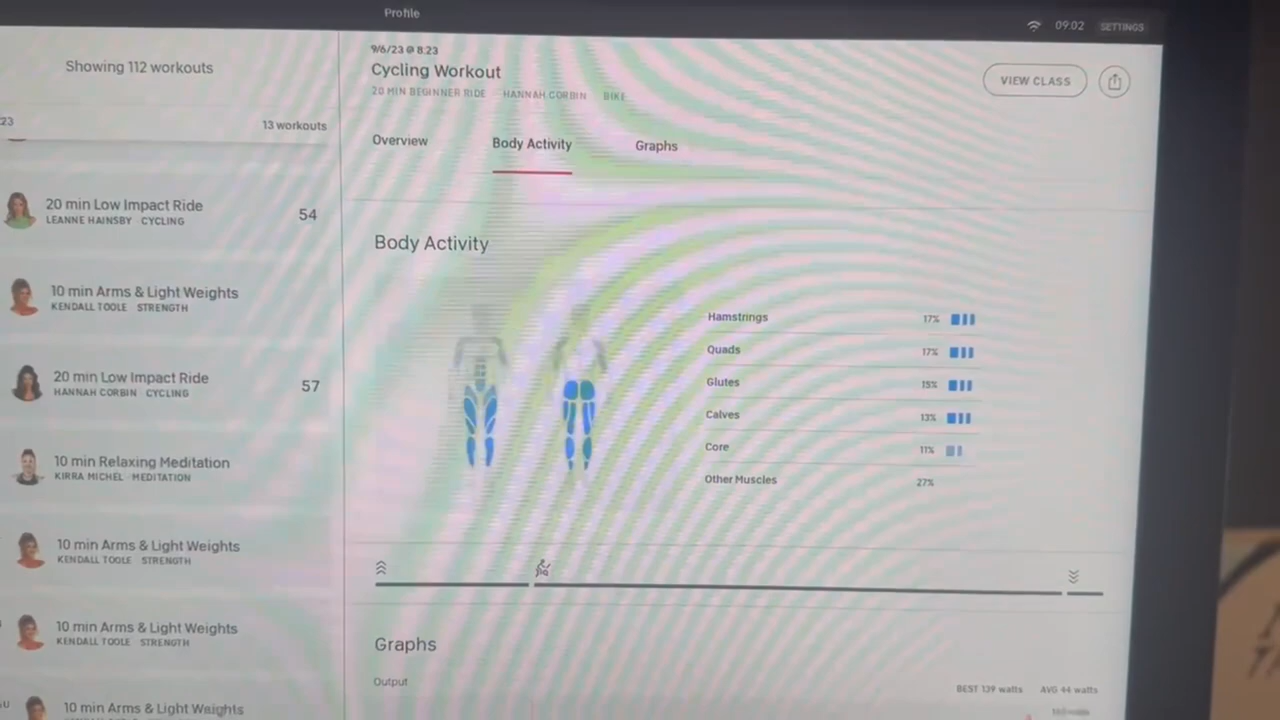 Profile
09:02 SETTINGS
Showing 112 workouts
23 13 workouts
20 min Low Impact Ride 54
LEANNE HAINSBY · CYCLING
10 min Arms & Light Weights
KENDALL TOOLE · STRENGTH
20 min Low Impact Ride 57
HANNAH CORBIN · CYCLING
10 min Relaxing Meditation
KIRRA MICHEL · MEDITATION
10 min Arms & Light Weights
KENDALL TOOLE · STRENGTH
10 min Arms & Light Weights
KENDALL TOOLE · STRENGTH
10 min Arms & Light Weights
9/6/23 @ 8:23
Cycling Workout
20 MIN BEGINNER RIDE HANNAH CORBIN BIKE
VIEW CLASS
Overview Body Activity Graphs
Body Activity
Hamstrings 17%
Quads 17%
Glutes 15%
Calves 13%
Core 11%
Other Muscles 27%
Graphs
Output
BEST 139 watts AVG 44 watts